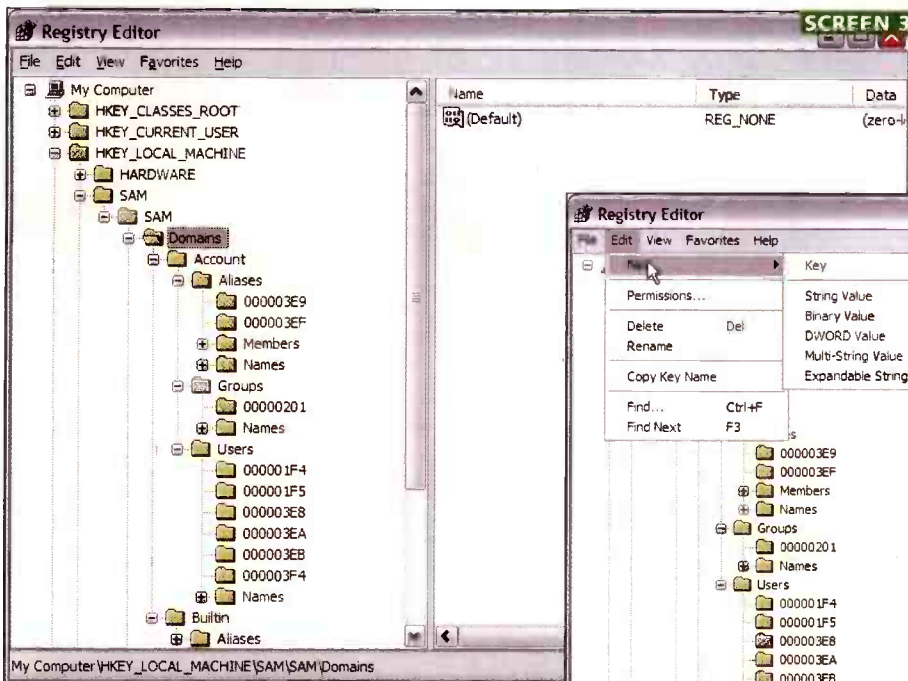 SCREEN 3
Registry Editor
File Edit View Favorites Help
My Computer
HKEY_CLASSES_ROOT
HKEY_CURRENT_USER
HKEY_LOCAL_MACHINE
HARDWARE
SAM
SAM
Domains
Account
Aliases
000003E9
000003EF
Members
Names
Groups
00000201
Names
Users
000001F4
000001F5
000003E8
000003EA
000003EB
000003F4
Names
Builtin
Aliases
My Computer\HKEY_LOCAL_MACHINE\SAM\SAM\Domains
Name Type Data
(Default) REG_NONE (zero-l
Registry Editor
File Edit View Favorites Help
Key
Permissions...
String Value
Binary Value
Delete Del
DWORD Value
Rename
Multi-String Value
Copy Key Name
Expandable String
Find... Ctrl+F
Find Next F3
es
000003E9
000003EF
Members
Names
Groups
00000201
Names
Users
000001F4
000001F5
000003E8
000003EA
000003EB